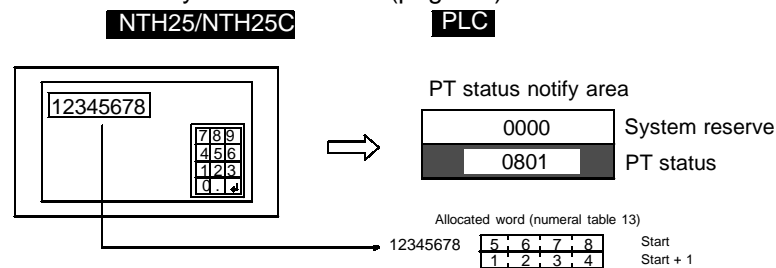 NTH25/NTH25C
PLC
12345678
7 8 9
4 5 6
1 2 3
0 . ↲
PT status notify area
0000 System reserve
0801 PT status
Allocated word (numeral table 13)
12345678 5 6 7 8 Start
1 2 3 4 Start + 1